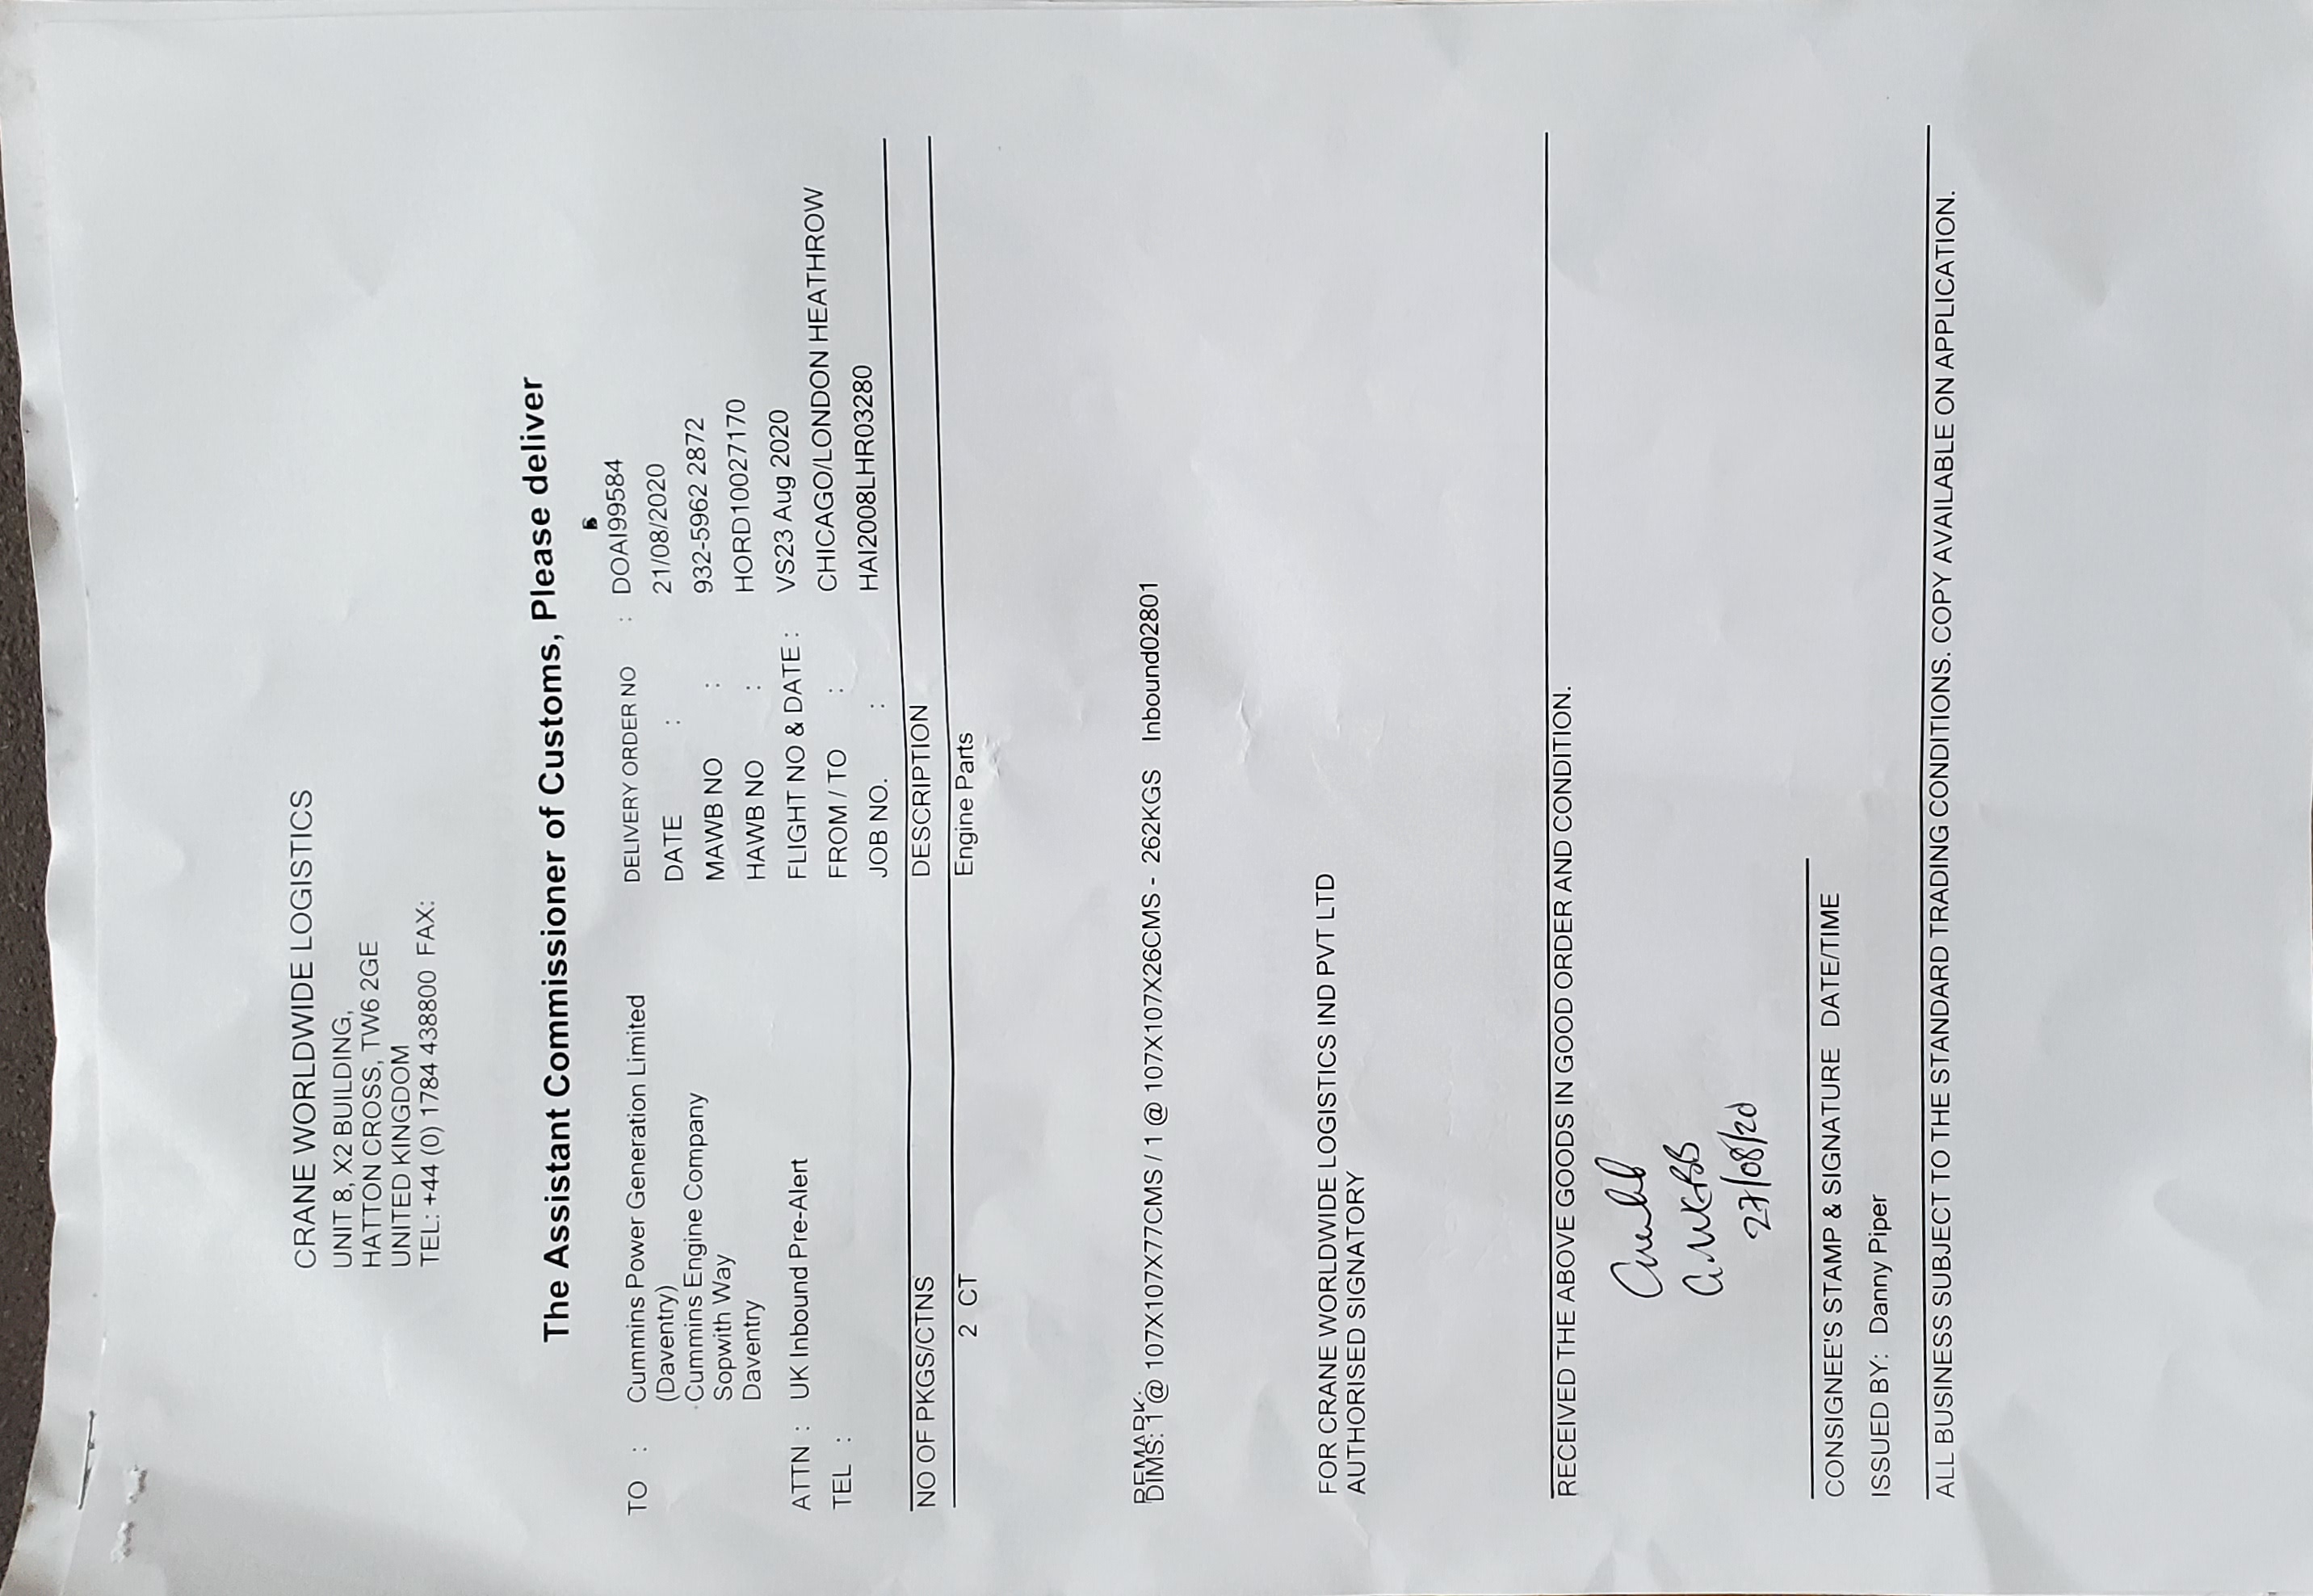 CRANE WORLDWIDE LOGISTICS
UNIT 8, X2 BUILDING,
HATTON CROSS, TW6 2GE
UNITED KINGDOM
TEL: +44 (0) 1784 438800 FAX:
The Assistant Commissioner of Customs, Please deliver
TO : Cummins Power Generation Limited
(Daventry)
Cummins Engine Company
Sopwith Way
Daventry
ATTN : UK Inbound Pre-Alert
TEL :
DELIVERY ORDER NO : DOAI99584
DATE : 21/08/2020
MAWB NO : 932-5962 2872
HAWB NO : HORD10027170
FLIGHT NO & DATE : VS23 Aug 2020
FROM / TO : CHICAGO/LONDON HEATHROW
JOB NO. : HAI2008LHR03280
NO OF PKGS/CTNS DESCRIPTION
2 CT Engine Parts
REMARK:
DIMS: 1 @ 107X107X77CMS / 1 @ 107X107X26CMS - 262KGS Inbound02801
FOR CRANE WORLDWIDE LOGISTICS IND PVT LTD
AUTHORISED SIGNATORY
RECEIVED THE ABOVE GOODS IN GOOD ORDER AND CONDITION.
27/08/20
CONSIGNEE'S STAMP & SIGNATURE DATE/TIME
ISSUED BY: Danny Piper
ALL BUSINESS SUBJECT TO THE STANDARD TRADING CONDITIONS. COPY AVAILABLE ON APPLICATION.